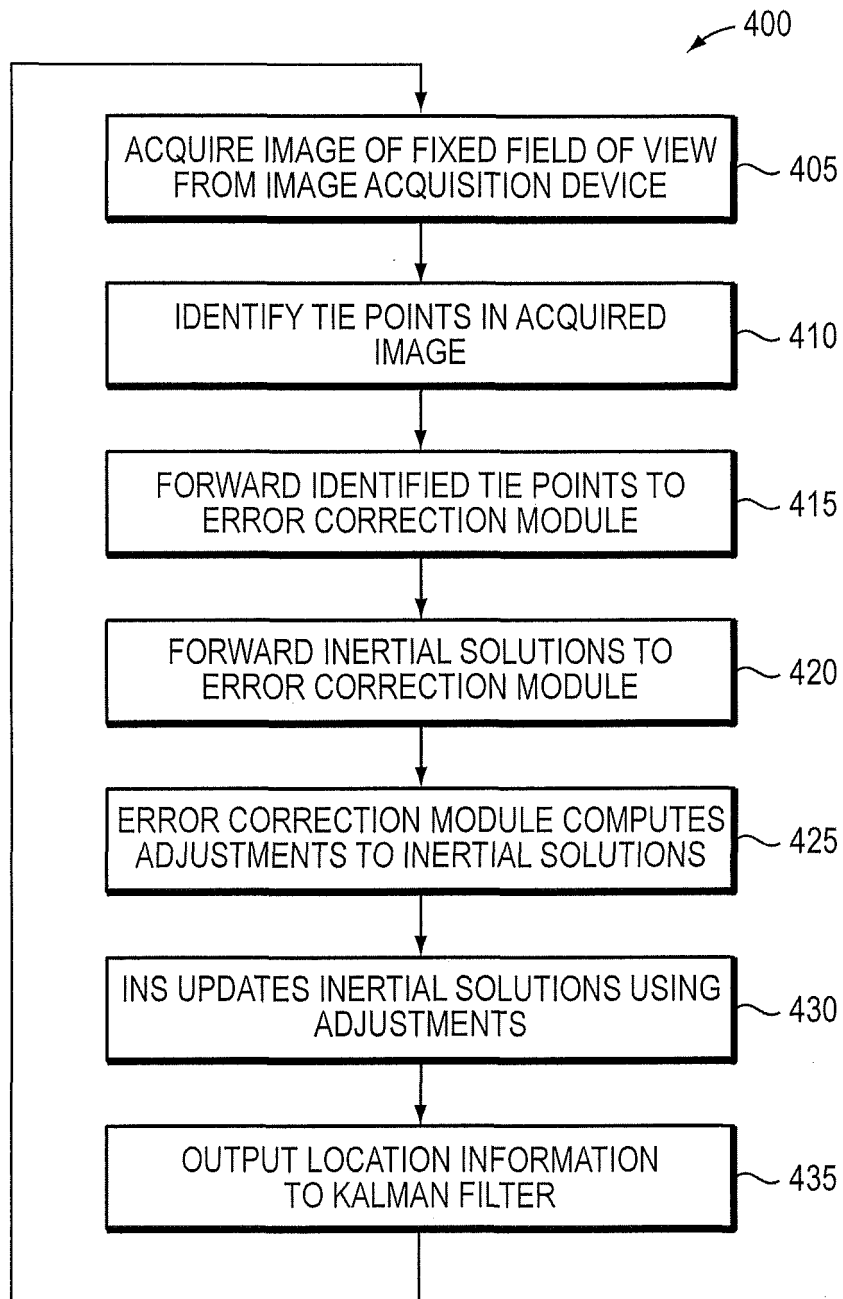 400
ACQUIRE IMAGE OF FIXED FIELD OF VIEW
FROM IMAGE ACQUISITION DEVICE
405
IDENTIFY TIE POINTS IN ACQUIRED
IMAGE
410
FORWARD IDENTIFIED TIE POINTS TO
ERROR CORRECTION MODULE
415
FORWARD INERTIAL SOLUTIONS TO
ERROR CORRECTION MODULE
420
ERROR CORRECTION MODULE COMPUTES
ADJUSTMENTS TO INERTIAL SOLUTIONS
425
INS UPDATES INERTIAL SOLUTIONS USING
ADJUSTMENTS
430
OUTPUT LOCATION INFORMATION
TO KALMAN FILTER
435